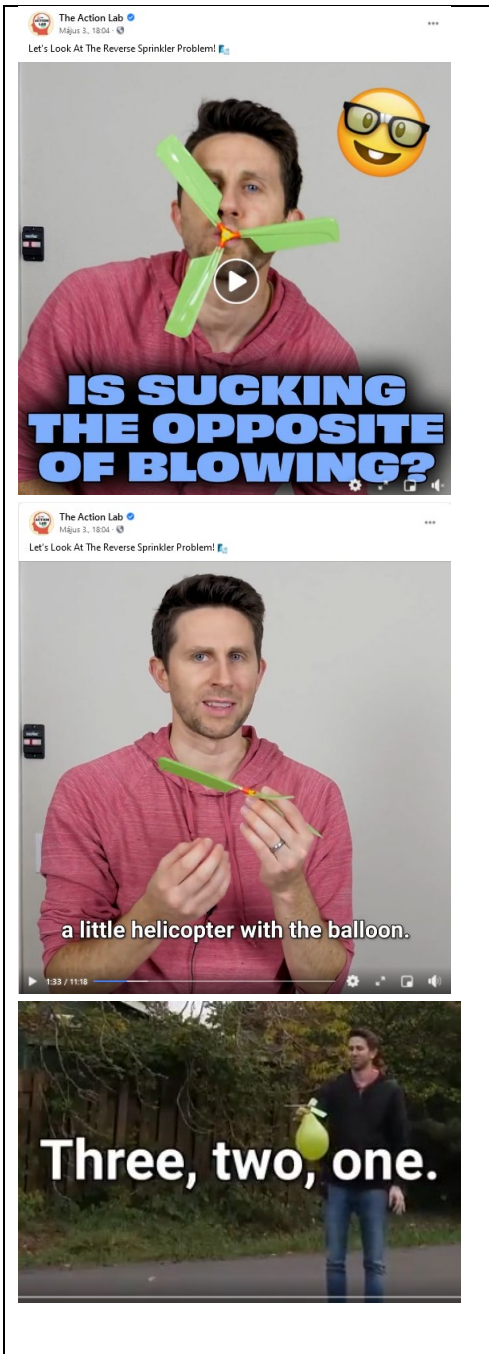 The Action Lab
Május 3., 18:04 ·
Let's Look At The Reverse Sprinkler Problem!
IS SUCKING
THE OPPOSITE
OF BLOWING?
The Action Lab
Május 3., 18:04 ·
Let's Look At The Reverse Sprinkler Problem!
a little helicopter with the balloon.
1:33 / 11:18
Three, two, one.